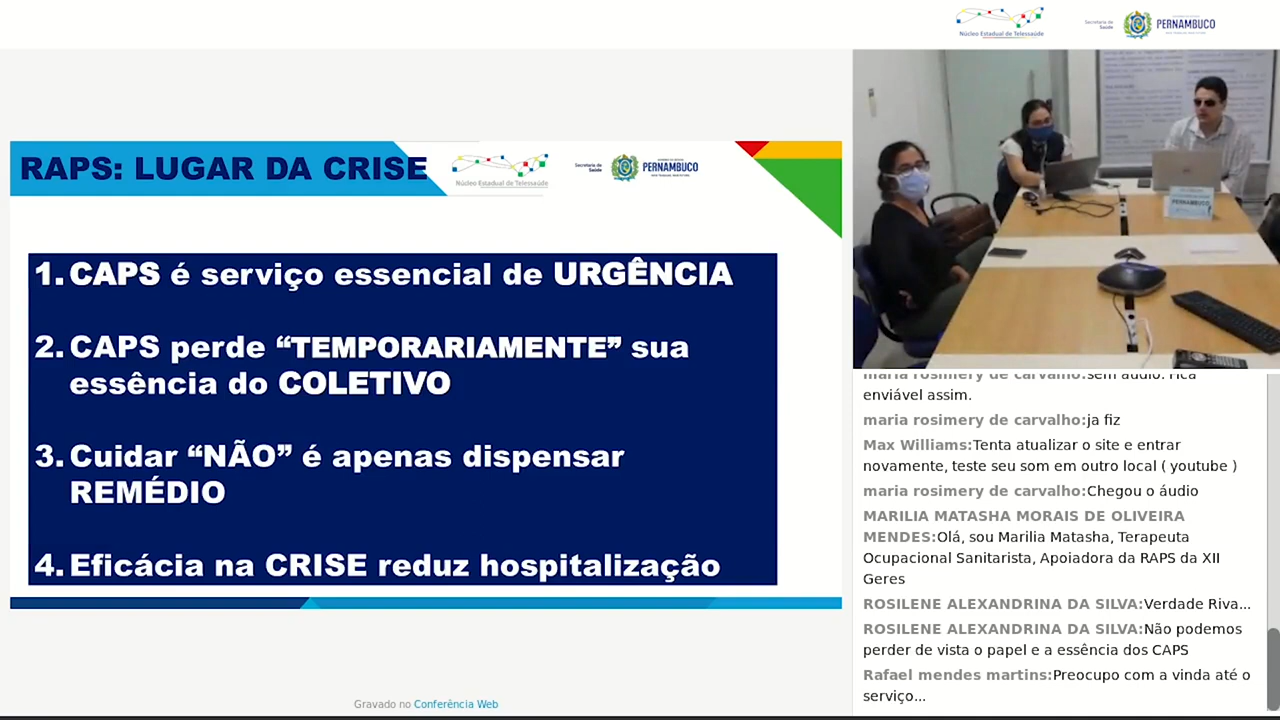 Núcleo Estadual de Telessaúde
Secretaria de
Saúde
PERNAMBUCO
RAPS: LUGAR DA CRISE
Núcleo Estadual de Telessaúde
Secretaria de
Saúde
PERNAMBUCO
1. CAPS é serviço essencial de URGÊNCIA
2. CAPS perde “TEMPORARIAMENTE” sua
essência do COLETIVO
3. Cuidar “NÃO” é apenas dispensar
REMÉDIO
4. Eficácia na CRISE reduz hospitalização
Gravado no Conferência Web
PERNAMBUCO
maria rosimery de carvalho:sem áudio. Fica
enviável assim.
maria rosimery de carvalho:ja fiz
Max Williams:Tenta atualizar o site e entrar
novamente, teste seu som em outro local ( youtube )
maria rosimery de carvalho:Chegou o áudio
MARILIA MATASHA MORAIS DE OLIVEIRA
MENDES:Olá, sou Marilia Matasha, Terapeuta
Ocupacional Sanitarista, Apoiadora da RAPS da XII
Geres
ROSILENE ALEXANDRINA DA SILVA:Verdade Riva...
ROSILENE ALEXANDRINA DA SILVA:Não podemos
perder de vista o papel e a essência dos CAPS
Rafael mendes martins:Preocupo com a vinda até o
serviço...